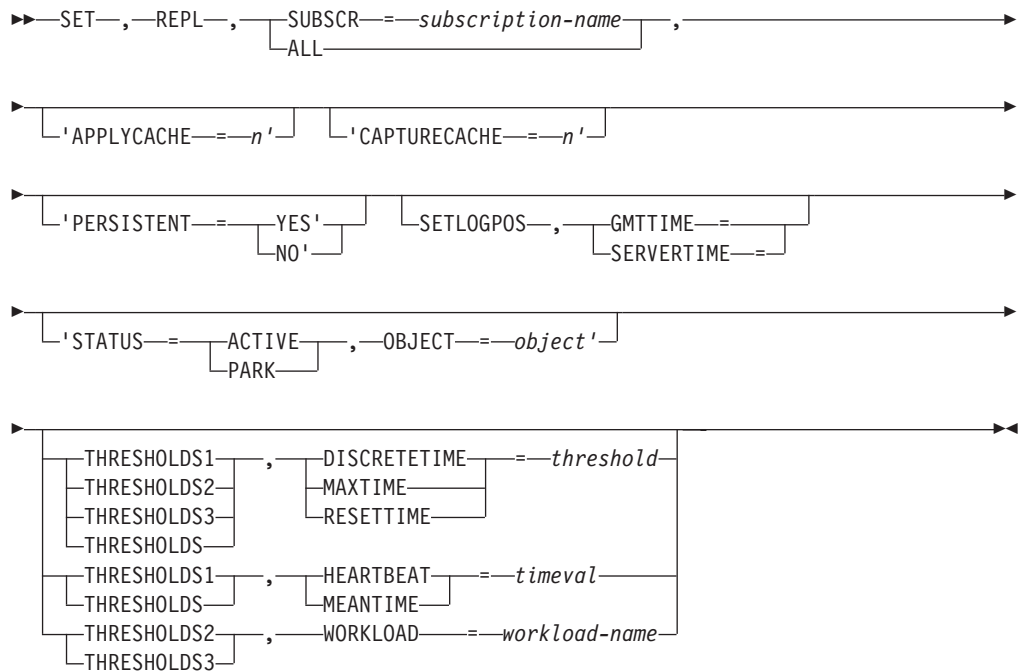 SET , REPL , SUBSCR = subscription-name ,
ALL
'APPLYCACHE = n' 'CAPTURECACHE = n'
'PERSISTENT = YES' SETLOGPOS , GMTTIME =
NO' SERVERTIME =
'STATUS = ACTIVE , OBJECT = object'
PARK
THRESHOLDS1 , DISCRETETIME = threshold
THRESHOLDS2 MAXTIME
THRESHOLDS3 RESETTIME
THRESHOLDS
THRESHOLDS1 , HEARTBEAT = timeval
THRESHOLDS MEANTIME
THRESHOLDS2 , WORKLOAD = workload-name
THRESHOLDS3